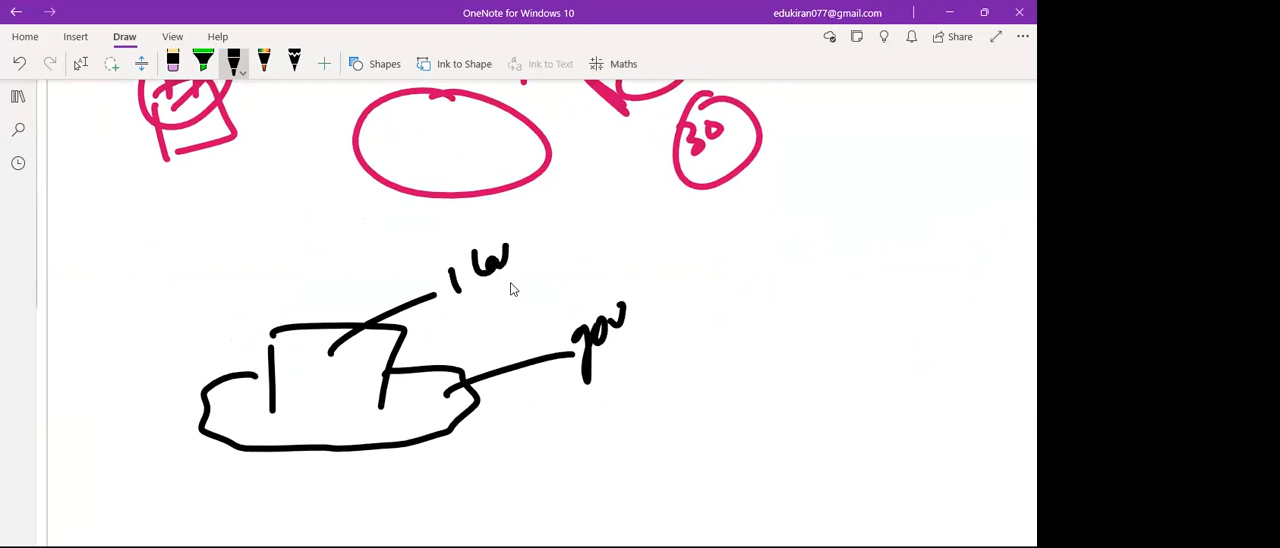 OneNote for Windows 10
edukiran077@gmail.com
Home Insert Draw View Help
Share
Shapes Ink to Shape Ink to Text Maths
30
gov